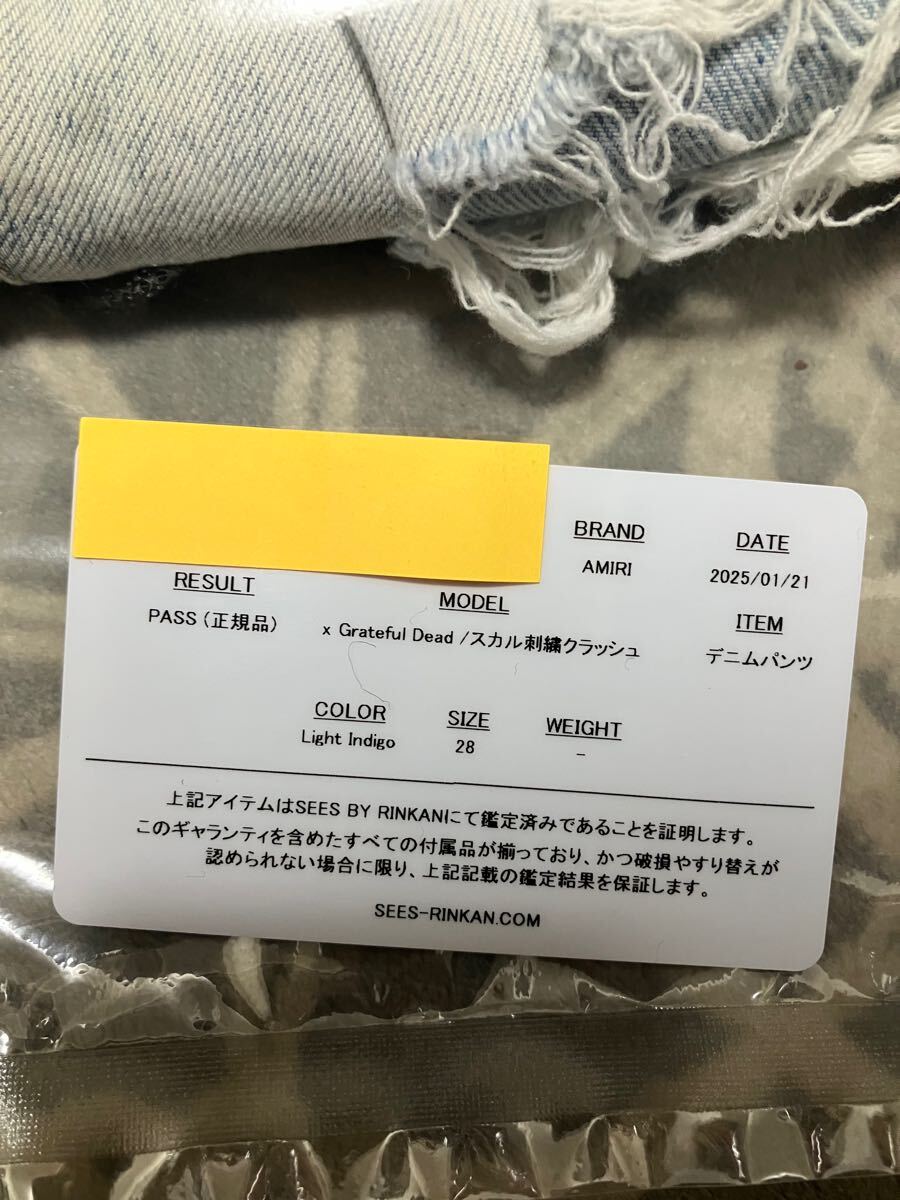 BRAND
AMIRI
DATE
2025/01/21
RESULT
PASS (正規品)
MODEL
x Grateful Dead /スカル刺繍クラッシュ
ITEM
デニムパンツ
COLOR
Light Indigo
SIZE
28
WEIGHT
–
上記アイテムはSEES BY RINKANにて鑑定済みであることを証明します。
このギャランティを含めたすべての付属品が揃っており、かつ破損やすり替えが
認められない場合に限り、上記記載の鑑定結果を保証します。
SEES-RINKAN.COM